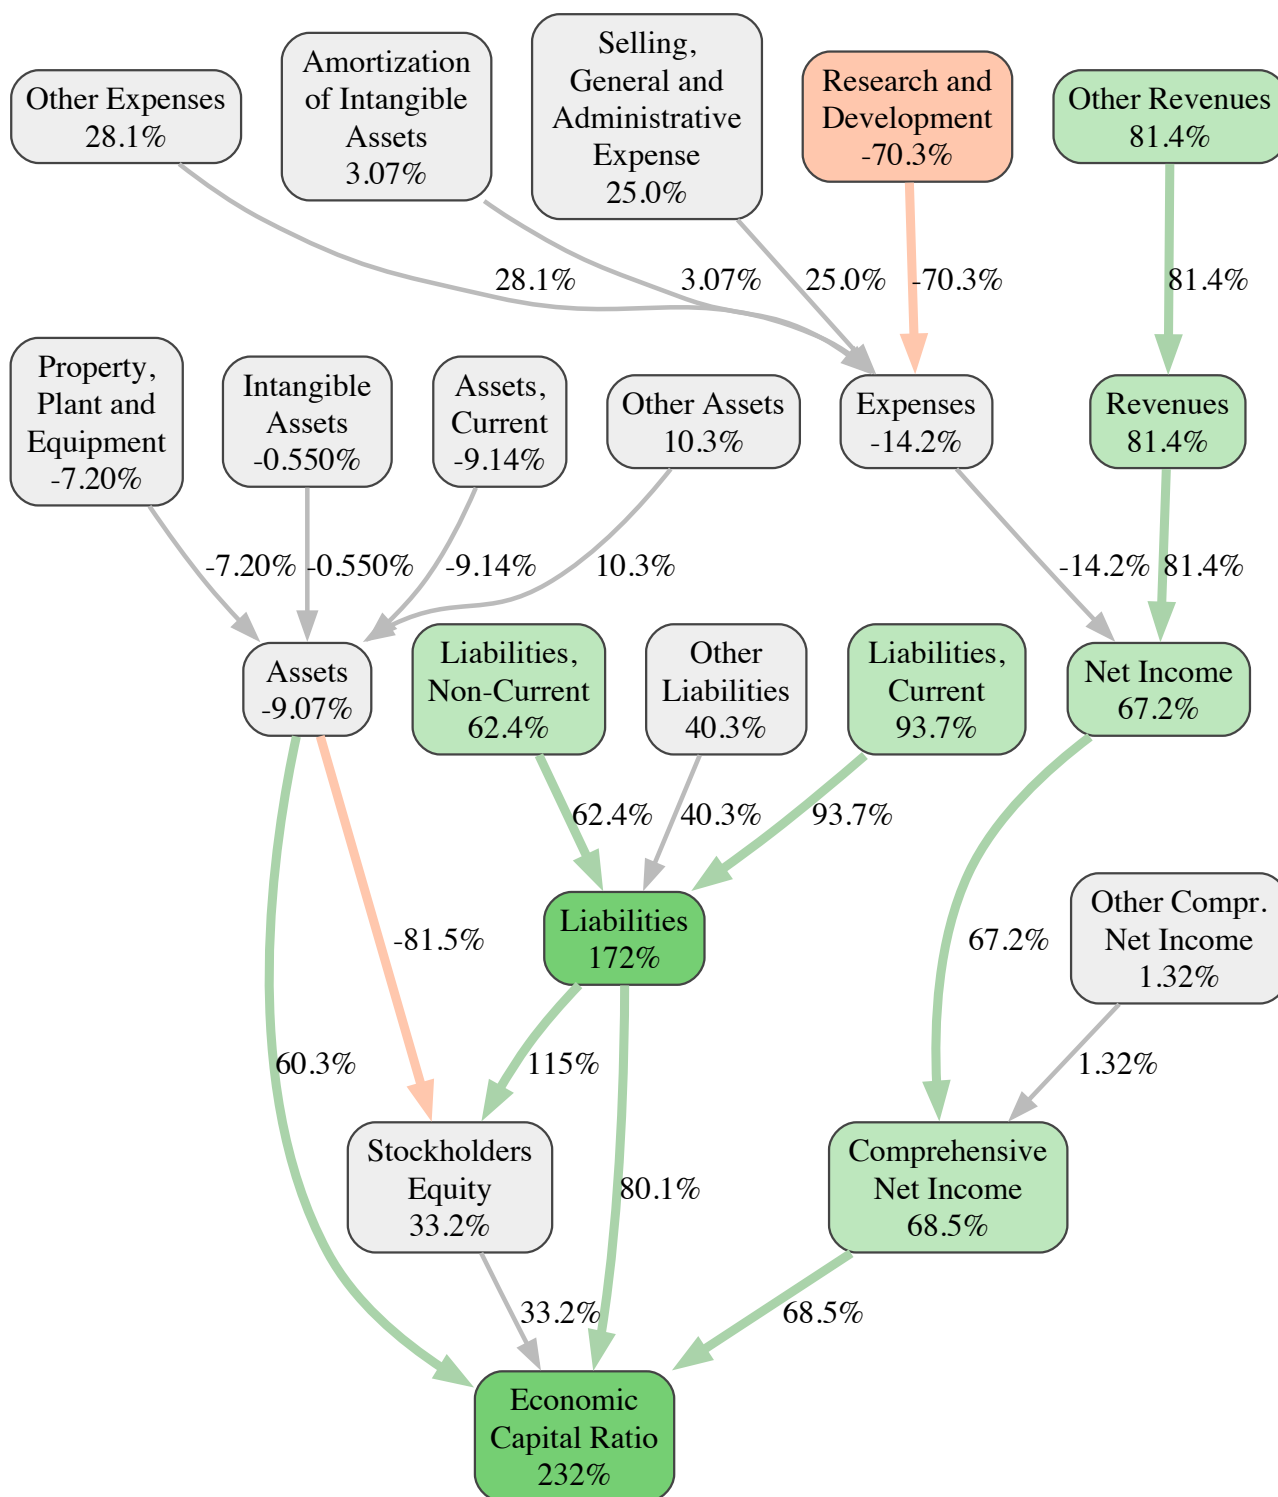 Other Expenses
28.1%
Amortization
of Intangible
Assets
3.07%
Selling,
General and
Administrative
Expense
25.0%
Research and
Development
-70.3%
Other Revenues
81.4%
28.1%
3.07%
25.0%
-70.3%
81.4%
Property,
Plant and
Equipment
-7.20%
Intangible
Assets
-0.550%
Assets,
Current
-9.14%
Other Assets
10.3%
Expenses
-14.2%
Revenues
81.4%
-7.20%
-0.550%
-9.14%
10.3%
-14.2%
81.4%
Assets
-9.07%
Liabilities,
Non-Current
62.4%
Other
Liabilities
40.3%
Liabilities,
Current
93.7%
Net Income
67.2%
62.4%
40.3%
93.7%
Liabilities
172%
-81.5%
67.2%
Other Compr.
Net Income
1.32%
60.3%
115%
1.32%
Stockholders
Equity
33.2%
80.1%
Comprehensive
Net Income
68.5%
33.2%
68.5%
Economic
Capital Ratio
232%